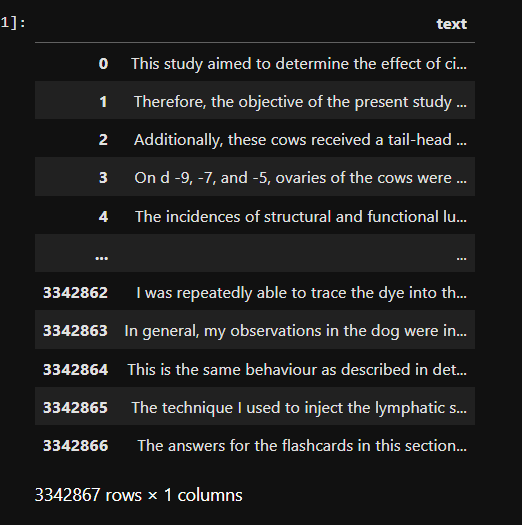 1]:
text
0 This study aimed to determine the effect of ci...
1 Therefore, the objective of the present study ...
2 Additionally, these cows received a tail-head ...
3 On d -9, -7, and -5, ovaries of the cows were ...
4 The incidences of structural and functional lu...
... ...
3342862 I was repeatedly able to trace the dye into th...
3342863 In general, my observations in the dog were in...
3342864 This is the same behaviour as described in det...
3342865 The technique I used to inject the lymphatic s...
3342866 The answers for the flashcards in this section...
3342867 rows × 1 columns